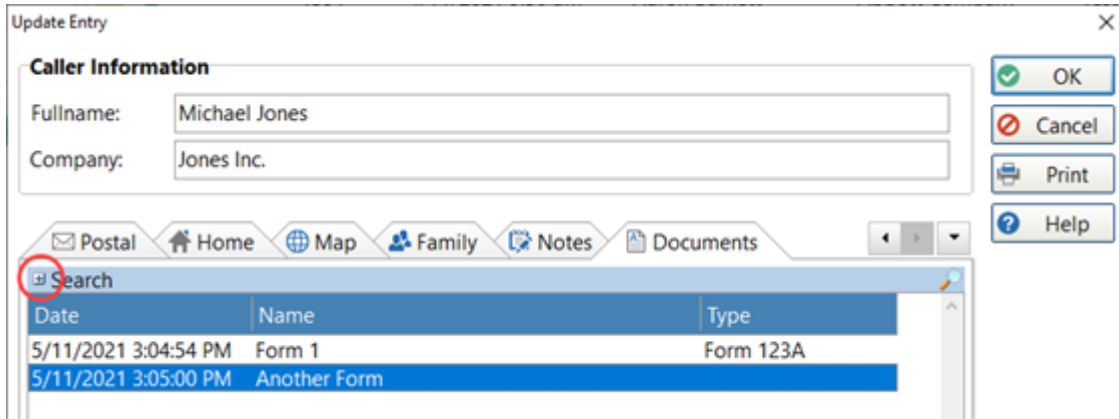 Update Entry
Caller Information
Fullname: Michael Jones
Company: Jones Inc.
OK
Cancel
Print
Help
Postal Home Map Family Notes Documents
Search
Date Name Type
5/11/2021 3:04:54 PM Form 1 Form 123A
5/11/2021 3:05:00 PM Another Form